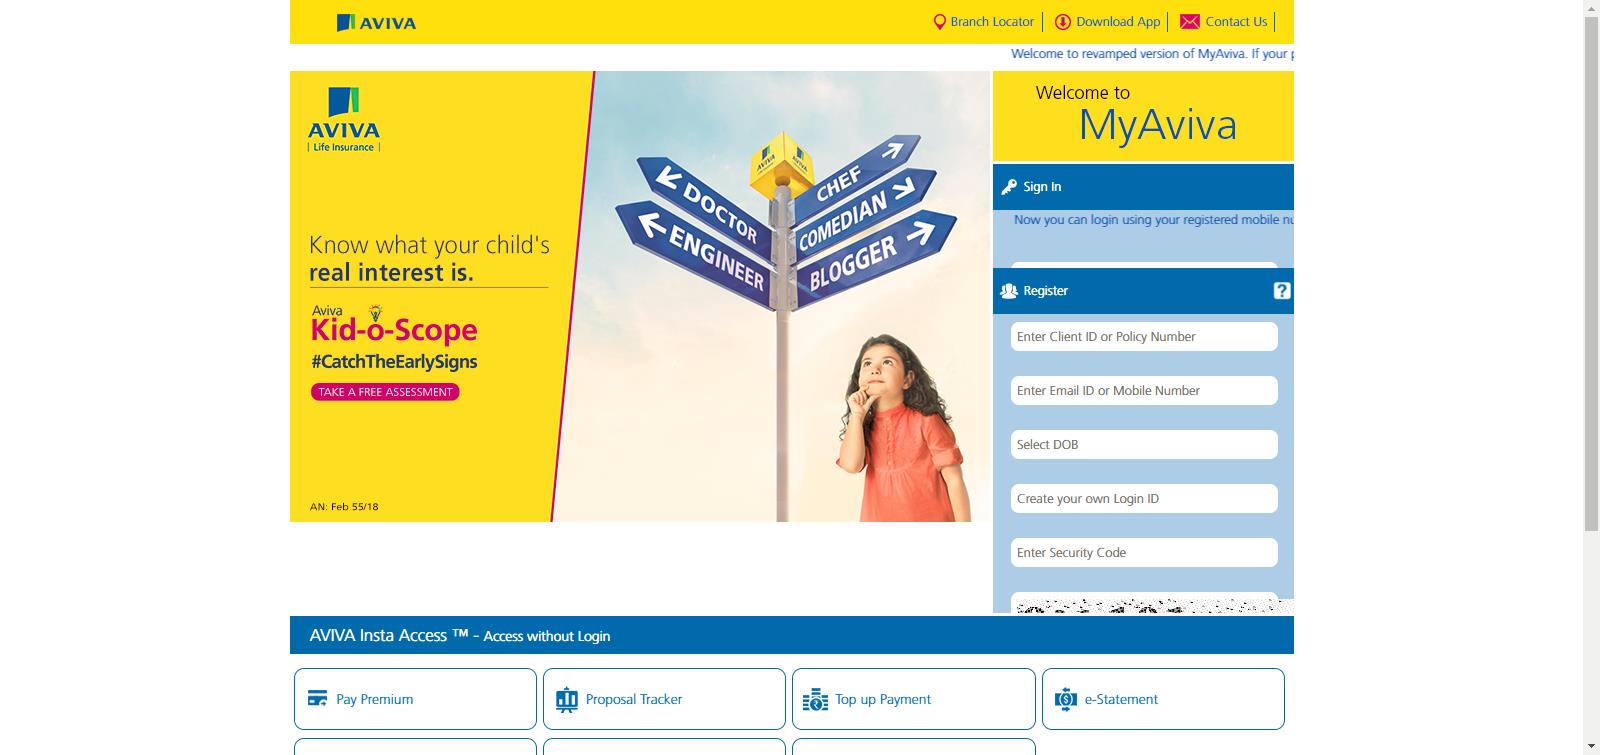 AVIVA
Branch Locator
Download App
Contact Us
Welcome to revamped version of MyAviva. If your
AVIVA
Life Insurance
Know what your child's
real interest is.
Aviva
Kid-o-Scope
#CatchTheEarlySigns
TAKE A FREE ASSESSMENT
AN: Feb 55/18
AVIVA
AVIVA
DOCTOR
ENGINEER
CHEF
COMEDIAN
BLOGGER
Welcome to
MyAviva
Sign In
Now you can login using your registered mobile
Register
?
Enter Client ID or Policy Number
Enter Email ID or Mobile Number
Select DOB
Create your own Login ID
Enter Security Code
AVIVA Insta Access ™ - Access without Login
Pay Premium
Proposal Tracker
Top up Payment
e-Statement